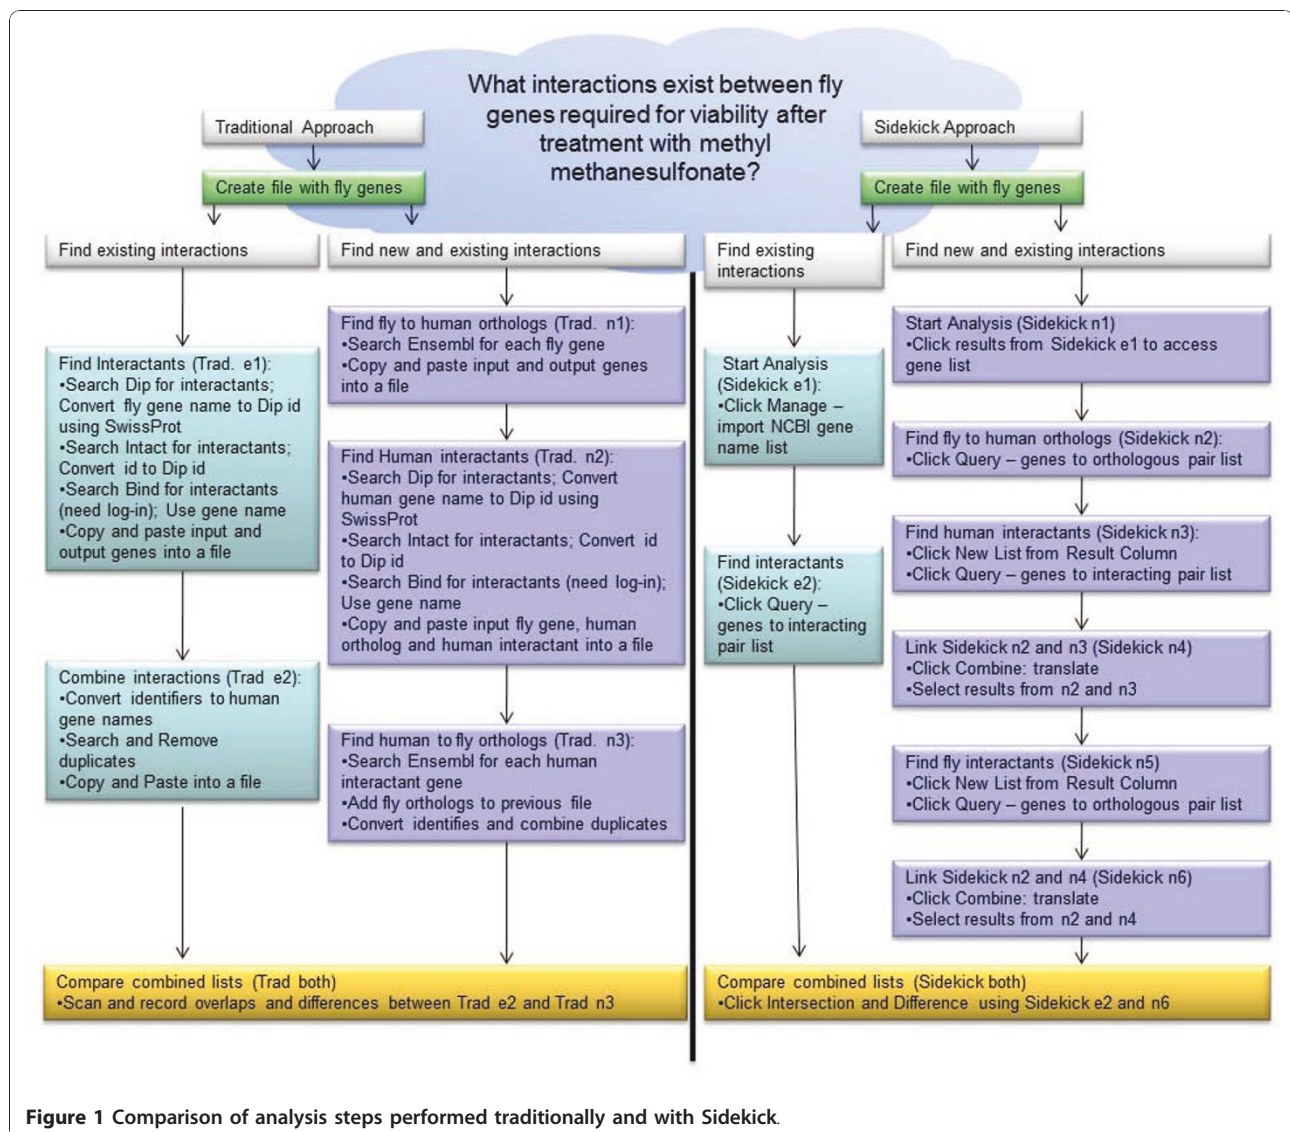 What interactions exist between fly
genes required for viability after
treatment with methyl
methanesulfonate?
Traditional Approach
Create file with fly genes
Find existing interactions
Find Interactants (Trad. e1):
•Search Dip for interactants;
Convert fly gene name to Dip id
using SwissProt
•Search Intact for interactants;
Convert id to Dip id
•Search Bind for interactants
(need log-in); Use gene name
•Copy and paste input and
output genes into a file
Combine interactions (Trad e2):
•Convert identifiers to human
gene names
•Search and Remove
duplicates
•Copy and Paste into a file
Find new and existing interactions
Find fly to human orthologs (Trad. n1):
•Search Ensembl for each fly gene
•Copy and paste input and output genes
into a file
Find Human interactants (Trad. n2):
•Search Dip for interactants; Convert
human gene name to Dip id using
SwissProt
•Search Intact for interactants; Convert id
to Dip id
•Search Bind for interactants (need log-in);
Use gene name
•Copy and paste input fly gene, human
ortholog and human interactant into a file
Find human to fly orthologs (Trad. n3):
•Search Ensembl for each human
interactant gene
•Add fly orthologs to previous file
•Convert identifies and combine duplicates
Compare combined lists (Trad both)
•Scan and record overlaps and differences between Trad e2 and Trad n3
Sidekick Approach
Create file with fly genes
Find existing
interactions
Start Analysis
(Sidekick e1):
•Click Manage –
import NCBI gene
name list
Find interactants
(Sidekick e2):
•Click Query –
genes to interacting
pair list
Find new and existing interactions
Start Analysis (Sidekick n1)
•Click results from Sidekick e1 to access
gene list
Find fly to human orthologs (Sidekick n2):
•Click Query – genes to orthologous pair list
Find human interactants (Sidekick n3):
•Click New List from Result Column
•Click Query – genes to interacting pair list
Link Sidekick n2 and n3 (Sidekick n4)
•Click Combine: translate
•Select results from n2 and n3
Find fly interactants (Sidekick n5)
•Click New List from Result Column
•Click Query – genes to orthologous pair list
Link Sidekick n2 and n4 (Sidekick n6)
•Click Combine: translate
•Select results from n2 and n4
Compare combined lists (Sidekick both)
•Click Intersection and Difference using Sidekick e2 and n6
Figure 1 Comparison of analysis steps performed traditionally and with Sidekick.